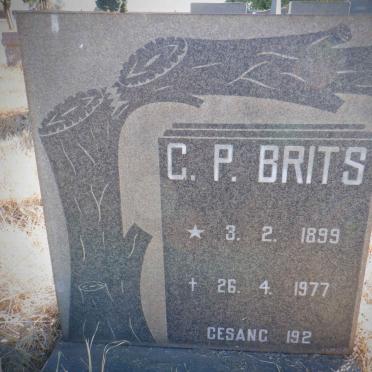 C. P. BRITS
★ 3. 2. 1899
† 26. 4. 1977
GESANG 192